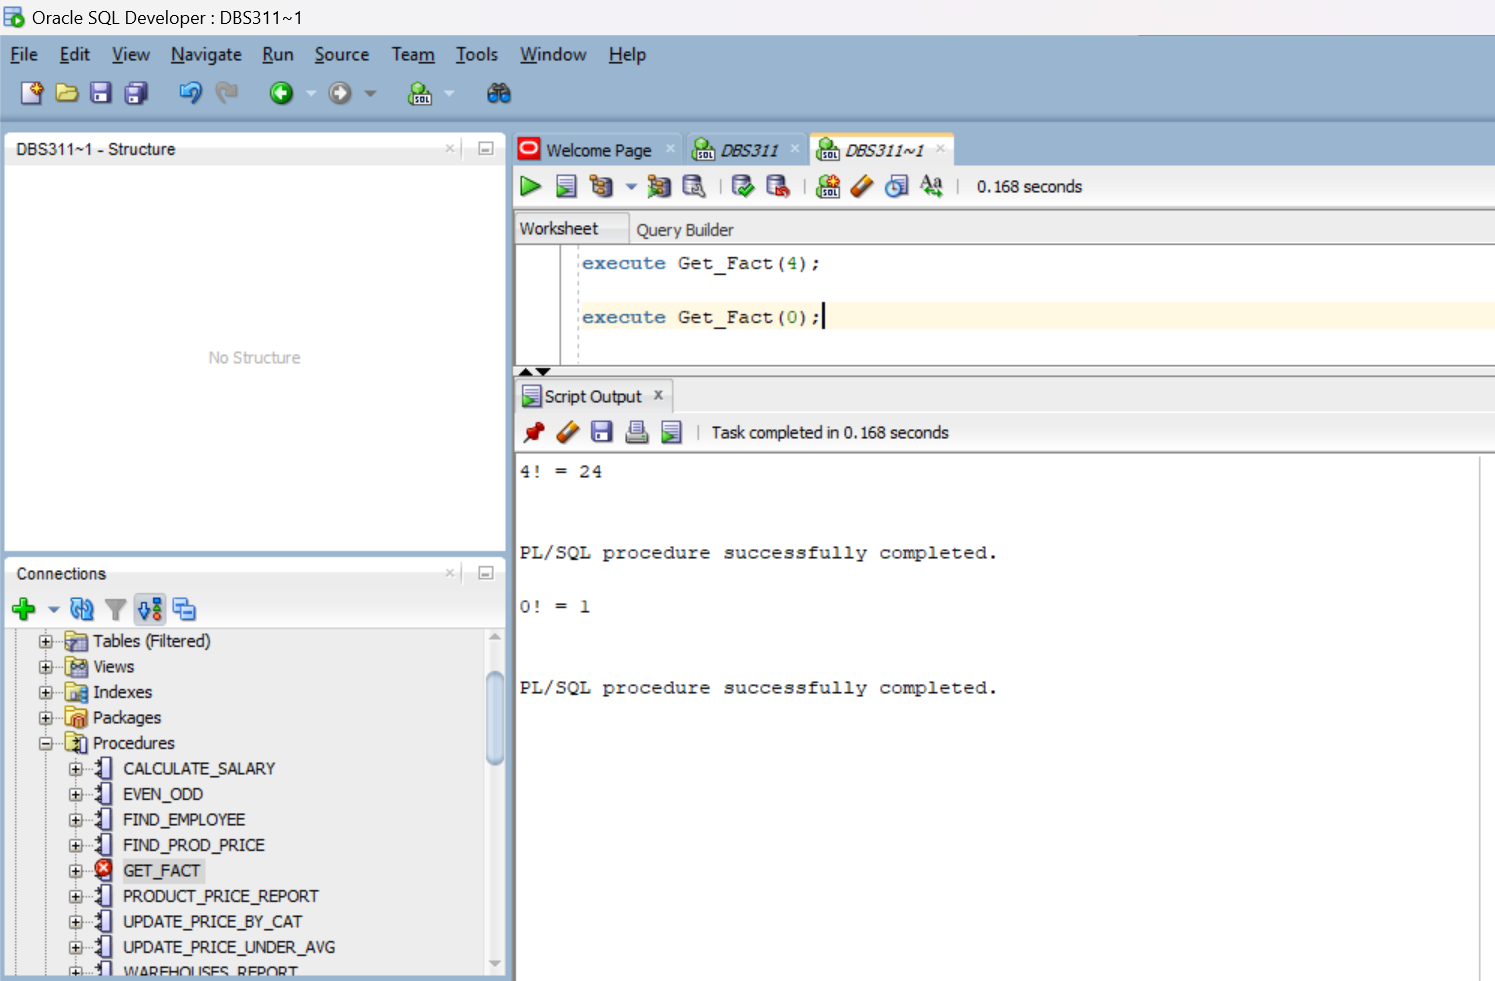 Oracle SQL Developer : DBS311~1
File Edit View Navigate Run Source Team Tools Window Help
DBS311~1 - Structure
No Structure
Welcome Page
DBS311
DBS311~1
0.168 seconds
Worksheet
Query Builder
execute Get_Fact(4);
execute Get_Fact(0);
Script Output
Task completed in 0.168 seconds
4! = 24
PL/SQL procedure successfully completed.
0! = 1
PL/SQL procedure successfully completed.
Connections
Tables (Filtered)
Views
Indexes
Packages
Procedures
CALCULATE_SALARY
EVEN_ODD
FIND_EMPLOYEE
FIND_PROD_PRICE
GET_FACT
PRODUCT_PRICE_REPORT
UPDATE_PRICE_BY_CAT
UPDATE_PRICE_UNDER_AVG
WAREHOUSES_REPORT